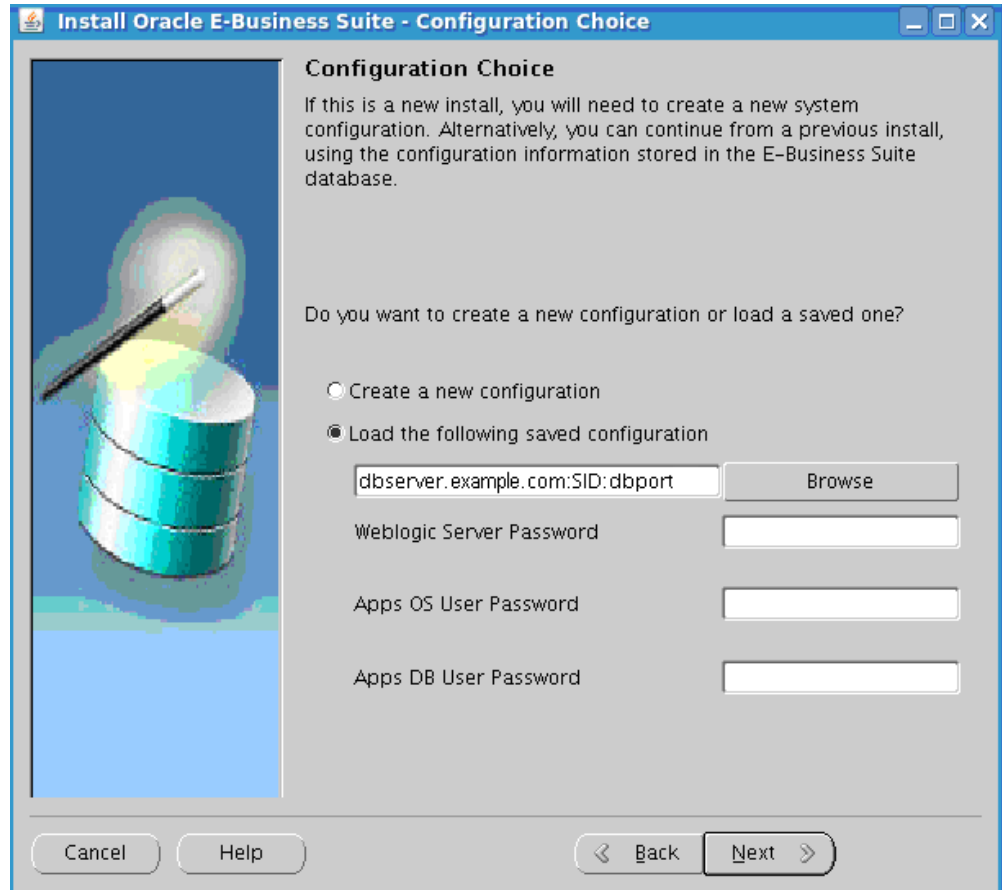 Install Oracle E-Business Suite - Configuration Choice
Configuration Choice
If this is a new install, you will need to create a new system
configuration. Alternatively, you can continue from a previous install,
using the configuration information stored in the E-Business Suite
database.
Do you want to create a new configuration or load a saved one?
Create a new configuration
Load the following saved configuration
dbserver.example.com:SID:dbport
Browse
Weblogic Server Password
Apps OS User Password
Apps DB User Password
Cancel
Help
Back
Next